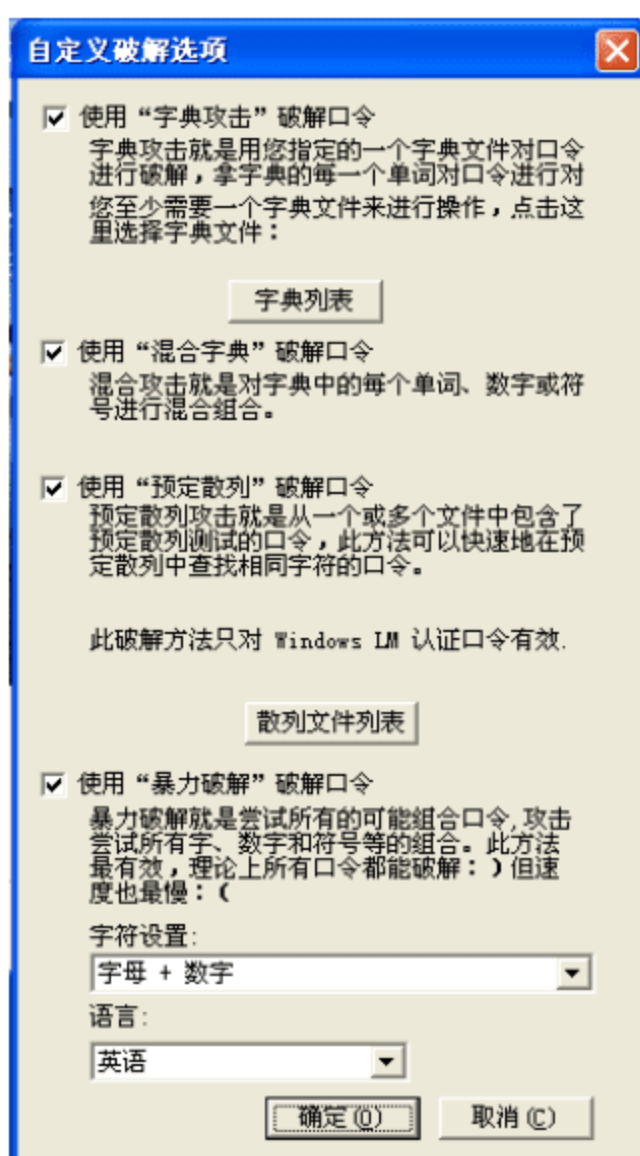 自定义破解选项
使用“字典攻击”破解口令
字典攻击就是用您指定的一个字典文件对口令
进行破解，拿字典的每一个单词对口令进行对
您至少需要一个字典文件来进行操作，点击这
里选择字典文件：
字典列表
使用“混合字典”破解口令
混合攻击就是对字典中的每个单词、数字或符
号进行混合组合。
使用“预定散列”破解口令
预定散列攻击就是从一个或多个文件中包含了
预定散列测试的口令，此方法可以快速地在预
定散列中查找相同字符的口令。
此破解方法只对 Windows LM 认证口令有效.
散列文件列表
使用“暴力破解”破解口令
暴力破解就是尝试所有的可能组合口令,攻击
尝试所有字、数字和符号等的组合。此方法
最有效，理论上所有口令都能破解：）但速
度也最慢：（
字符设置:
字母 + 数字
语言:
英语
确定(O) 取消(C)